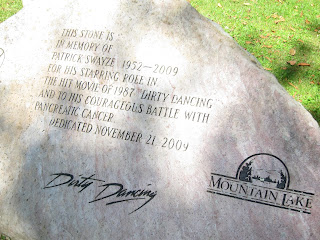 THIS STONE IS
IN MEMORY OF
PATRICK SWAYZE 1952-2009
FOR HIS STARRING ROLE IN
THE HIT MOVIE OF 1987 "DIRTY DANCING
AND TO HIS COURAGEOUS BATTLE WITH
PANCREATIC CANCER
DEDICATED NOVEMBER 21, 2009
Dirty Dancing
MOUNTAIN LAKE